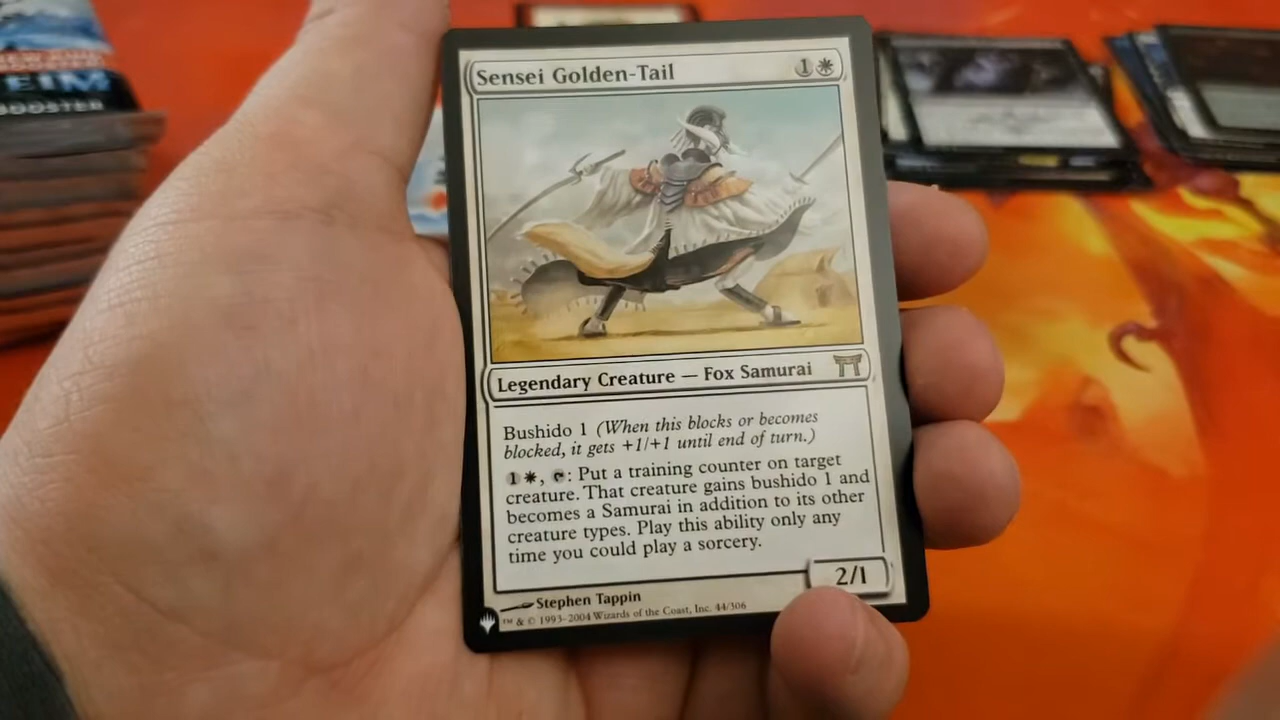 EIM
BOOSTER
Sensei Golden-Tail 1
Legendary Creature — Fox Samurai
Bushido 1 (When this blocks or becomes
blocked, it gets +1/+1 until end of turn.)
1 , : Put a training counter on target
creature. That creature gains bushido 1 and
becomes a Samurai in addition to its other
creature types. Play this ability only any
time you could play a sorcery.
2/1
Stephen Tappin
™ & © 1993-2004 Wizards of the Coast, Inc. 44/306